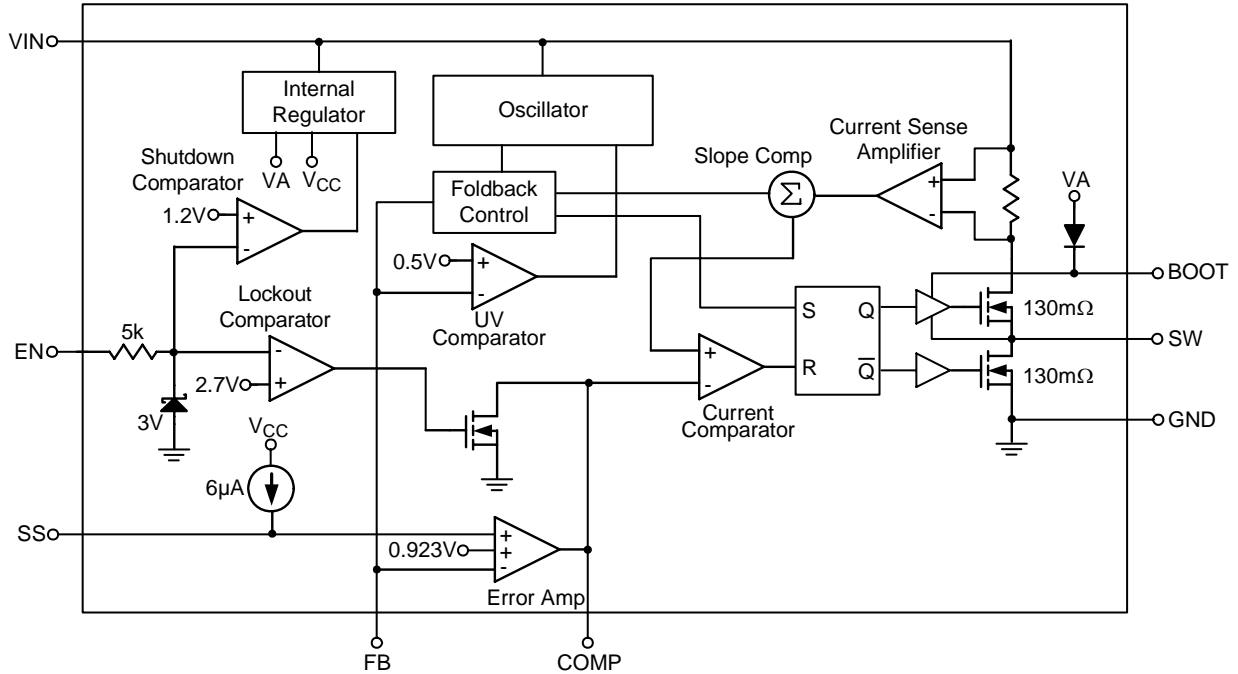 VIN
Internal
Regulator
Oscillator
Current Sense
Amplifier
Shutdown
Comparator
VA
VCC
Slope Comp
Foldback
Control
Σ
+
-
VA
1.2V
+
-
0.5V
+
-
UV
Comparator
BOOT
Lockout
Comparator
S
Q
130mΩ
5k
EN
-
+
2.7V
+
-
R
Q̅
SW
130mΩ
Current
Comparator
3V
VCC
GND
6µA
SS
0.923V
+
+
-
Error Amp
FB
COMP